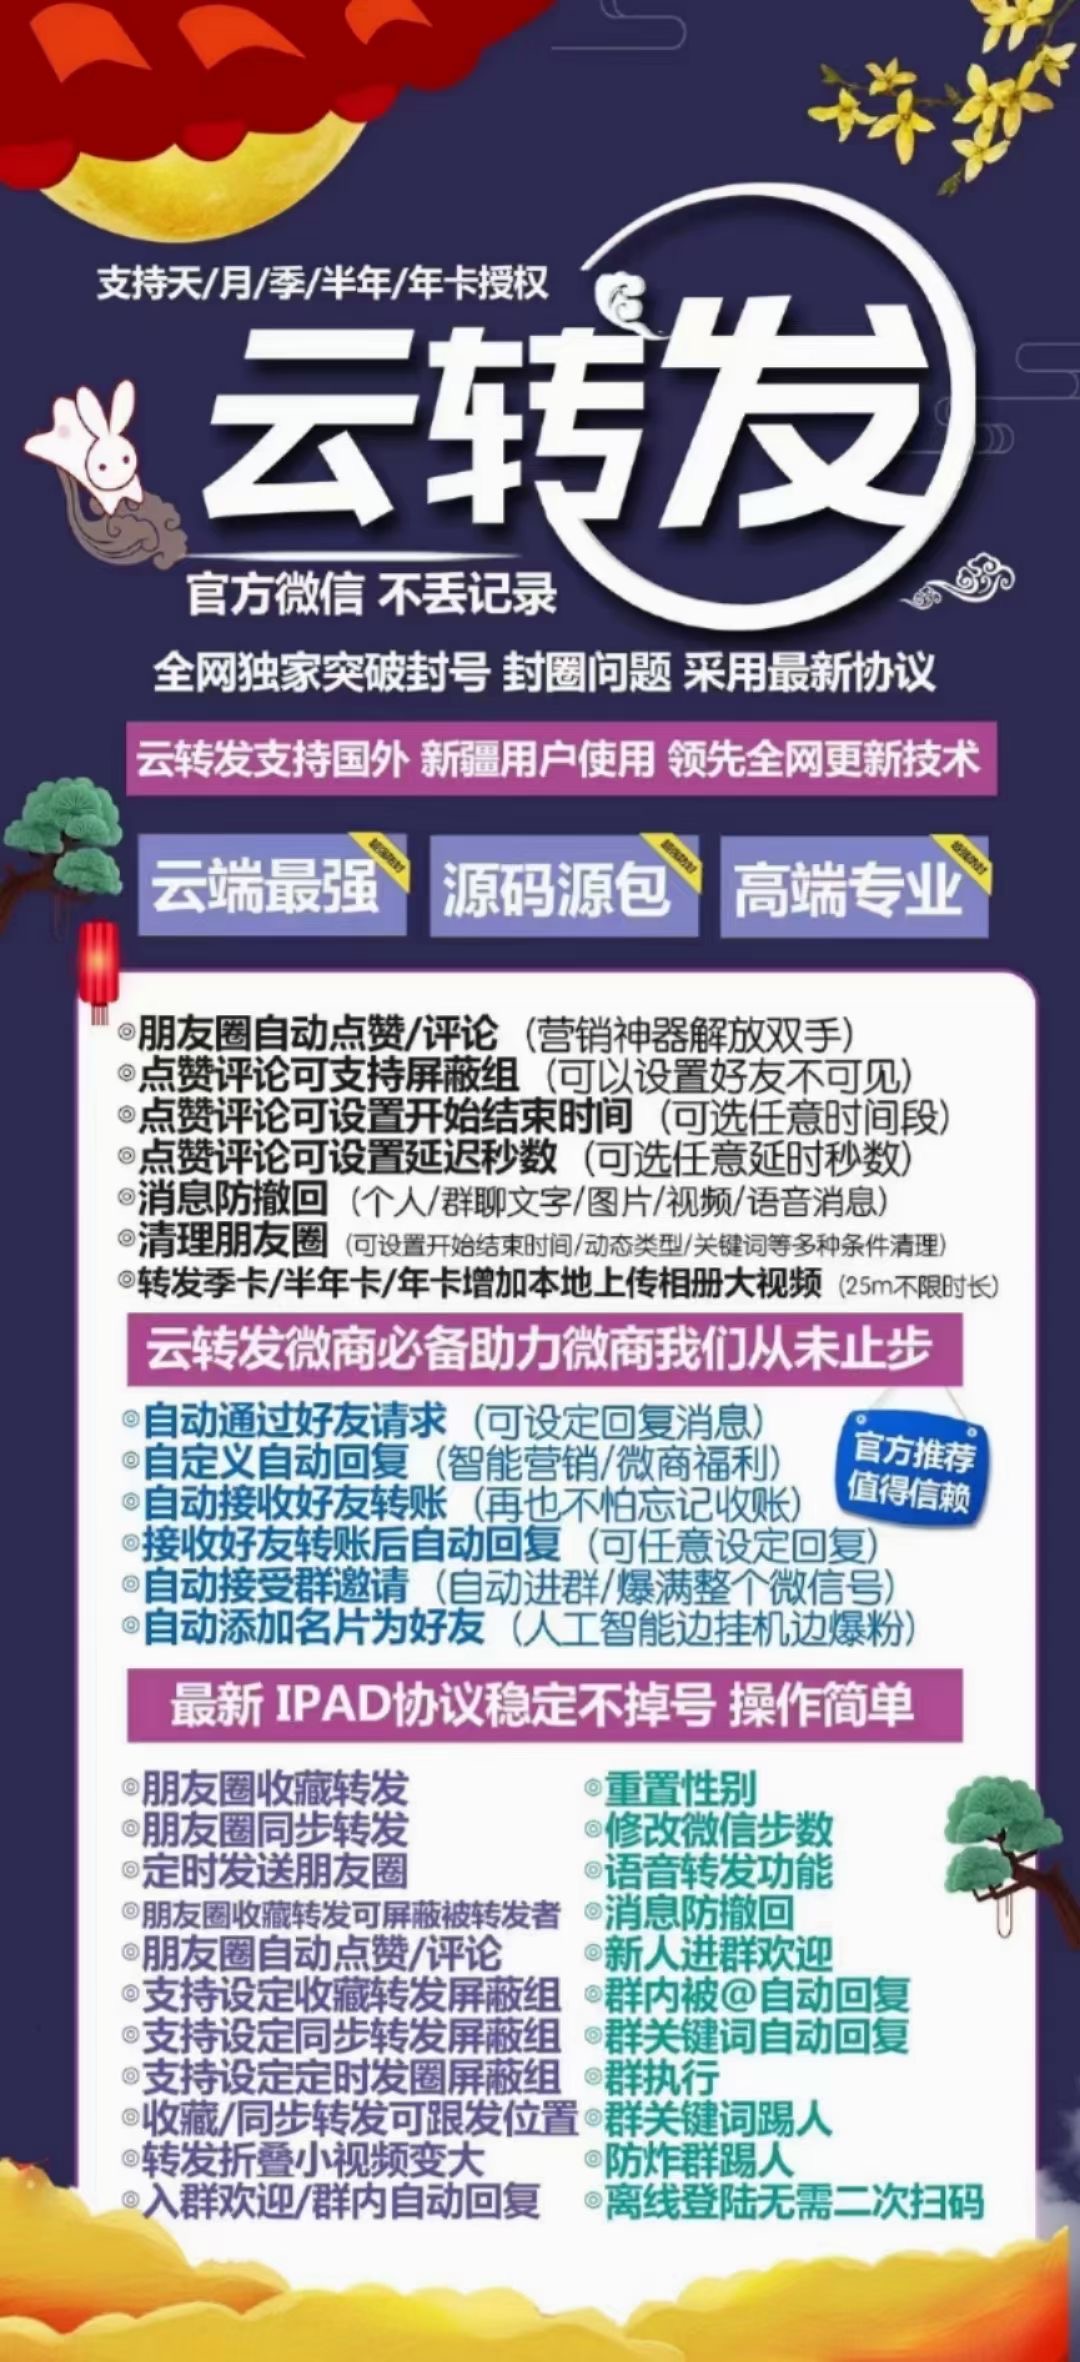 支持天/月/季/半年/年卡授权
云转发
官方微信 不丢记录
全网独家突破封号 封圈问题 采用最新协议
云转发支持国外 新疆用户使用 领先全网更新技术
云端最强 源码源包 高端专业
◎朋友圈自动点赞/评论（营销神器解放双手）
◎点赞评论可支持屏蔽组（可以设置好友不可见）
◎点赞评论可设置开始结束时间（可选任意时间段）
◎点赞评论可设置延迟秒数（可选任意延时秒数）
◎消息防撤回（个人/群聊文字/图片/视频/语音消息）
◎清理朋友圈（可设置开始结束时间/动态类型/关键词等多种条件清理）
◎转发季卡/半年卡/年卡增加本地上传相册大视频（25m不限时长）
云转发微商必备助力微商我们从未止步
◎自动通过好友请求（可设定回复消息）
◎自定义自动回复（智能营销/微商福利）
◎自动接收好友转账（再也不怕忘记收账）
◎接收好友转账后自动回复（可任意设定回复）
◎自动接受群邀请（自动进群/爆满整个微信号）
◎自动添加名片为好友（人工智能边挂机边爆粉）
官方推荐
值得信赖
最新 IPAD协议稳定不掉号 操作简单
◎朋友圈收藏转发
◎朋友圈同步转发
◎定时发送朋友圈
◎朋友圈收藏转发可屏蔽被转发者
◎朋友圈自动点赞/评论
◎支持设定收藏转发屏蔽组
◎支持设定同步转发屏蔽组
◎支持设定定时发圈屏蔽组
◎收藏/同步转发可跟发位置
◎转发折叠小视频变大
◎入群欢迎/群内自动回复
◎重置性别
◎修改微信步数
◎语音转发功能
◎消息防撤回
◎新人进群欢迎
◎群内被@自动回复
◎群关键词自动回复
◎群执行
◎群关键词踢人
◎防炸群踢人
◎离线登陆无需二次扫码